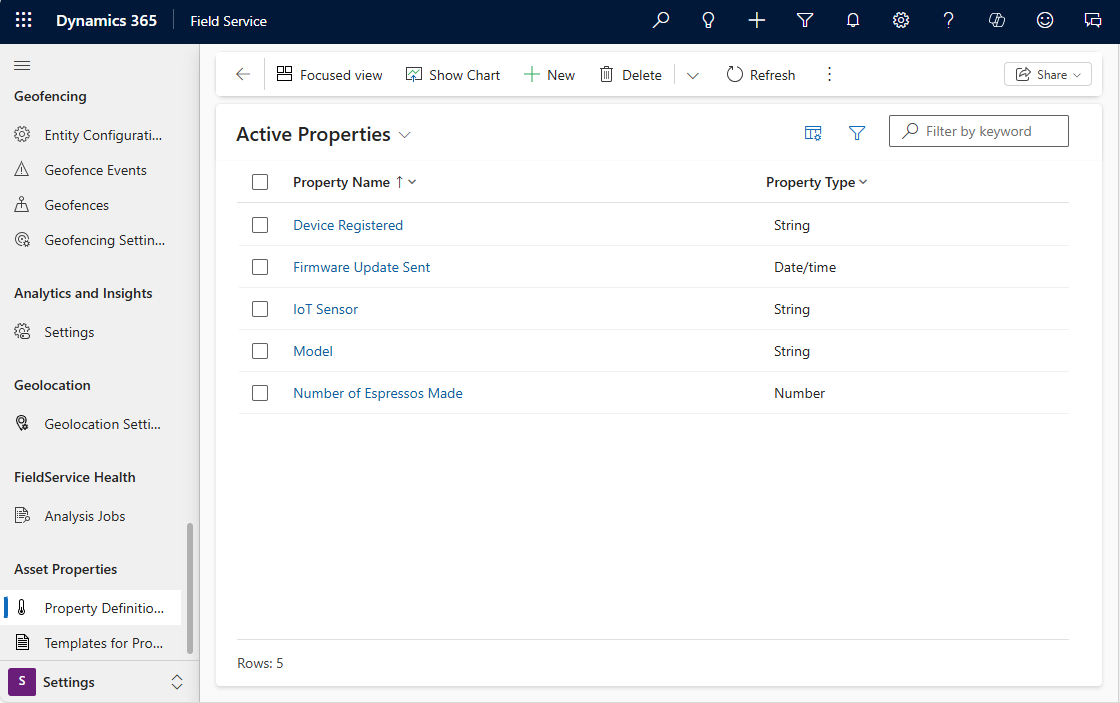 Dynamics 365 Field Service
Focused view Show Chart New Delete Refresh Share
Geofencing
Entity Configurati...
Geofence Events
Geofences
Geofencing Settin...
Analytics and Insights
Settings
Geolocation
Geolocation Setti...
FieldService Health
Analysis Jobs
Asset Properties
Property Definitio...
Templates for Pro...
S Settings
Active Properties Filter by keyword
Property Name Property Type
Device Registered String
Firmware Update Sent Date/time
IoT Sensor String
Model String
Number of Espressos Made Number
Rows: 5